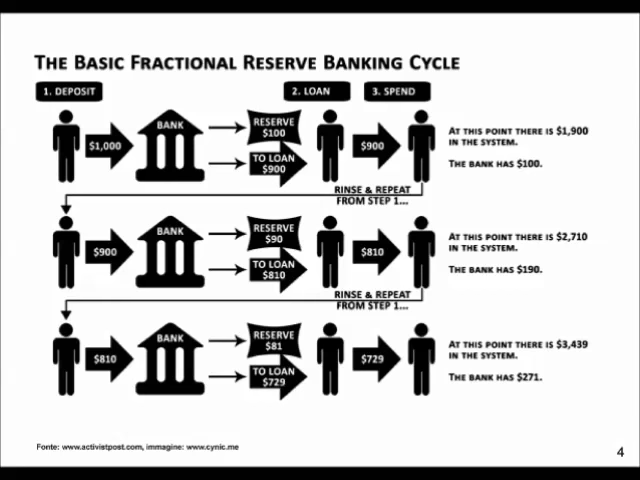 THE BASIC FRACTIONAL RESERVE BANKING CYCLE
1. DEPOSIT
2. LOAN
3. SPEND
$1,000
BANK
RESERVE
$100
TO LOAN
$900
$900
AT THIS POINT THERE IS $1,900
IN THE SYSTEM.
THE BANK HAS $100.
RINSE & REPEAT
FROM STEP 1...
$900
BANK
RESERVE
$90
TO LOAN
$810
$810
AT THIS POINT THERE IS $2,710
IN THE SYSTEM.
THE BANK HAS $190.
RINSE & REPEAT
FROM STEP 1...
$810
BANK
RESERVE
$81
TO LOAN
$729
$729
AT THIS POINT THERE IS $3,439
IN THE SYSTEM.
THE BANK HAS $271.
Fonte: www.activistpost.com, immagine: www.cynic.me
4